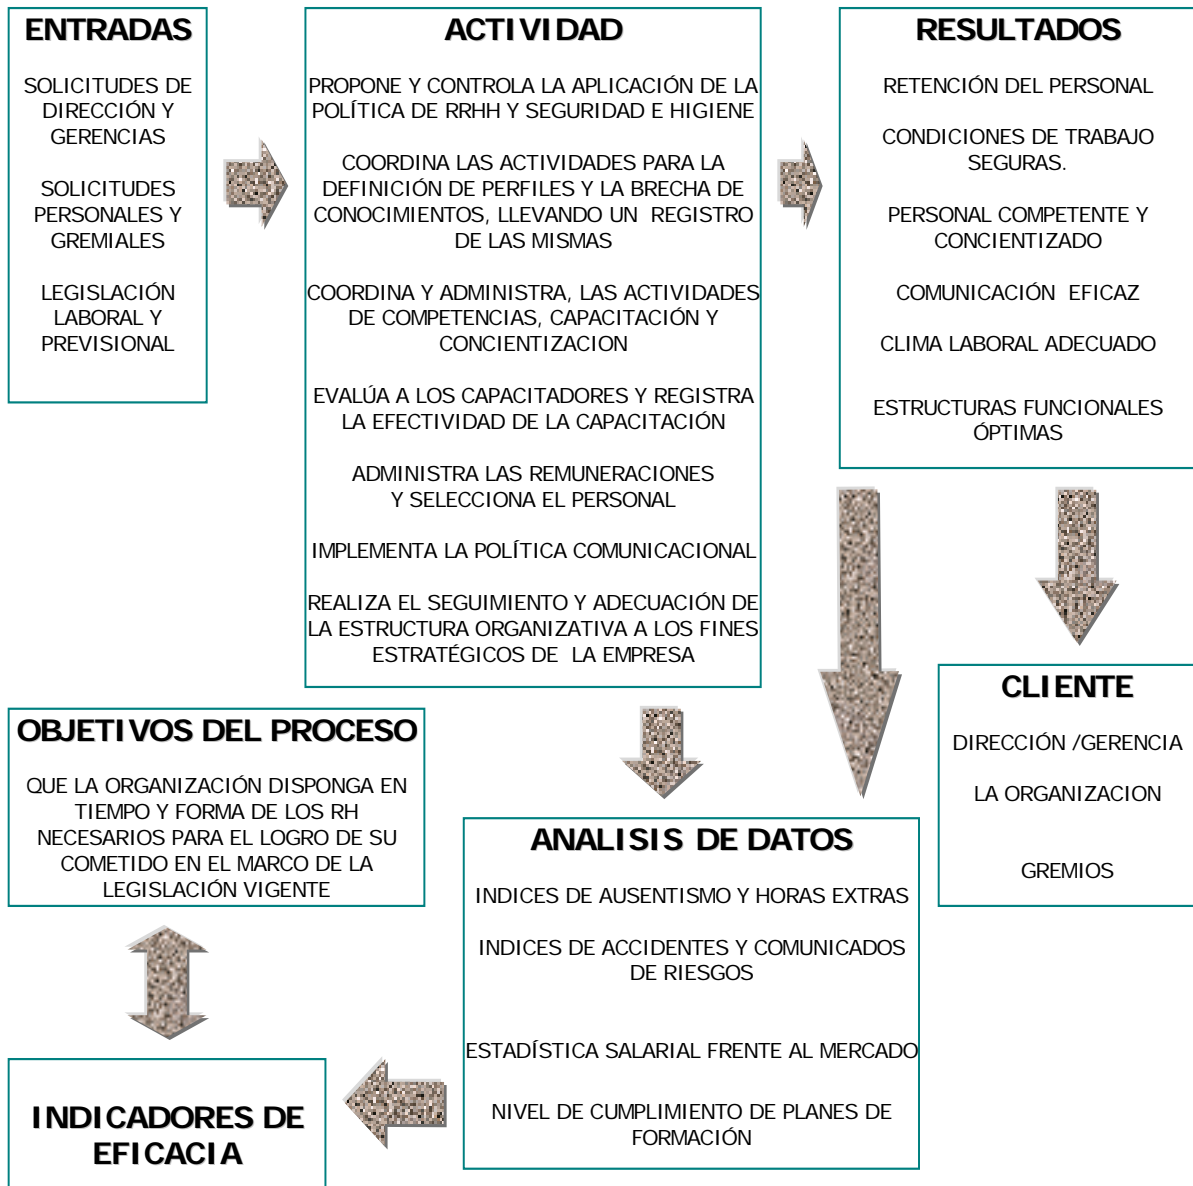 ENTRADAS
SOLICITUDES DE
DIRECCIÓN Y
GERENCIAS
SOLICITUDES
PERSONALES Y
GREMIALES
LEGISLACIÓN
LABORAL Y
PREVISIONAL
ACTIVIDAD
PROPONE Y CONTROLA LA APLICACIÓN DE LA
POLÍTICA DE RRHH Y SEGURIDAD E HIGIENE
COORDINA LAS ACTIVIDADES PARA LA
DEFINICIÓN DE PERFILES Y LA BRECHA DE
CONOCIMIENTOS, LLEVANDO UN REGISTRO
DE LAS MISMAS
COORDINA Y ADMINISTRA, LAS ACTIVIDADES
DE COMPETENCIAS, CAPACITACIÓN Y
CONCIENTIZACION
EVALÚA A LOS CAPACITADORES Y REGISTRA
LA EFECTIVIDAD DE LA CAPACITACIÓN
ADMINISTRA LAS REMUNERACIONES
Y SELECCIONA EL PERSONAL
IMPLEMENTA LA POLÍTICA COMUNICACIONAL
REALIZA EL SEGUIMIENTO Y ADECUACIÓN DE
LA ESTRUCTURA ORGANIZATIVA A LOS FINES
ESTRATÉGICOS DE LA EMPRESA
RESULTADOS
RETENCIÓN DEL PERSONAL
CONDICIONES DE TRABAJO
SEGURAS.
PERSONAL COMPETENTE Y
CONCIENTIZADO
COMUNICACIÓN EFICAZ
CLIMA LABORAL ADECUADO
ESTRUCTURAS FUNCIONALES
ÓPTIMAS
CLIENTE
DIRECCIÓN /GERENCIA
LA ORGANIZACION
GREMIOS
OBJETIVOS DEL PROCESO
QUE LA ORGANIZACIÓN DISPONGA EN
TIEMPO Y FORMA DE LOS RH
NECESARIOS PARA EL LOGRO DE SU
COMETIDO EN EL MARCO DE LA
LEGISLACIÓN VIGENTE
ANALISIS DE DATOS
INDICES DE AUSENTISMO Y HORAS EXTRAS
INDICES DE ACCIDENTES Y COMUNICADOS
DE RIESGOS
ESTADÍSTICA SALARIAL FRENTE AL MERCADO
NIVEL DE CUMPLIMIENTO DE PLANES DE
FORMACIÓN
INDICADORES DE
EFICACIA